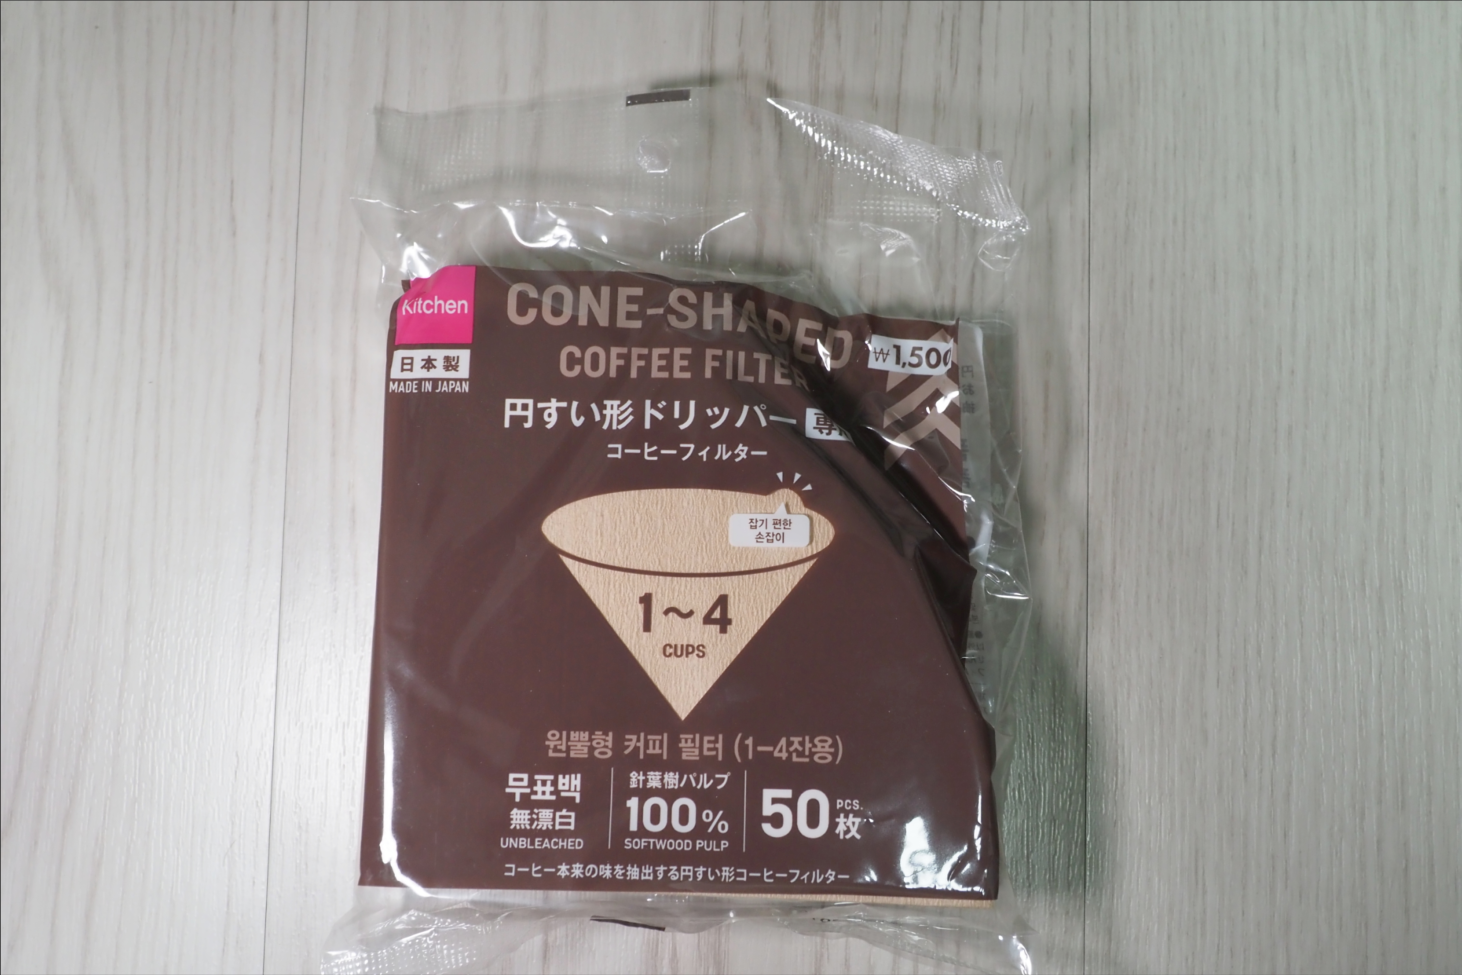 Kitchen
日本製
MADE IN JAPAN
CONE-SHAPED
COFFEE FILTER
₩1,500
円すい形ドリッパー
コーヒーフィルター
잡기 편한
손잡이
1~4
CUPS
원뿔형 커피 필터 (1-4잔용)
무표백
無漂白
UNBLEACHED
針葉樹パルプ
100%
SOFTWOOD PULP
50 PCS.
枚
コーヒー本来の味を抽出する円すい形コーヒーフィルター